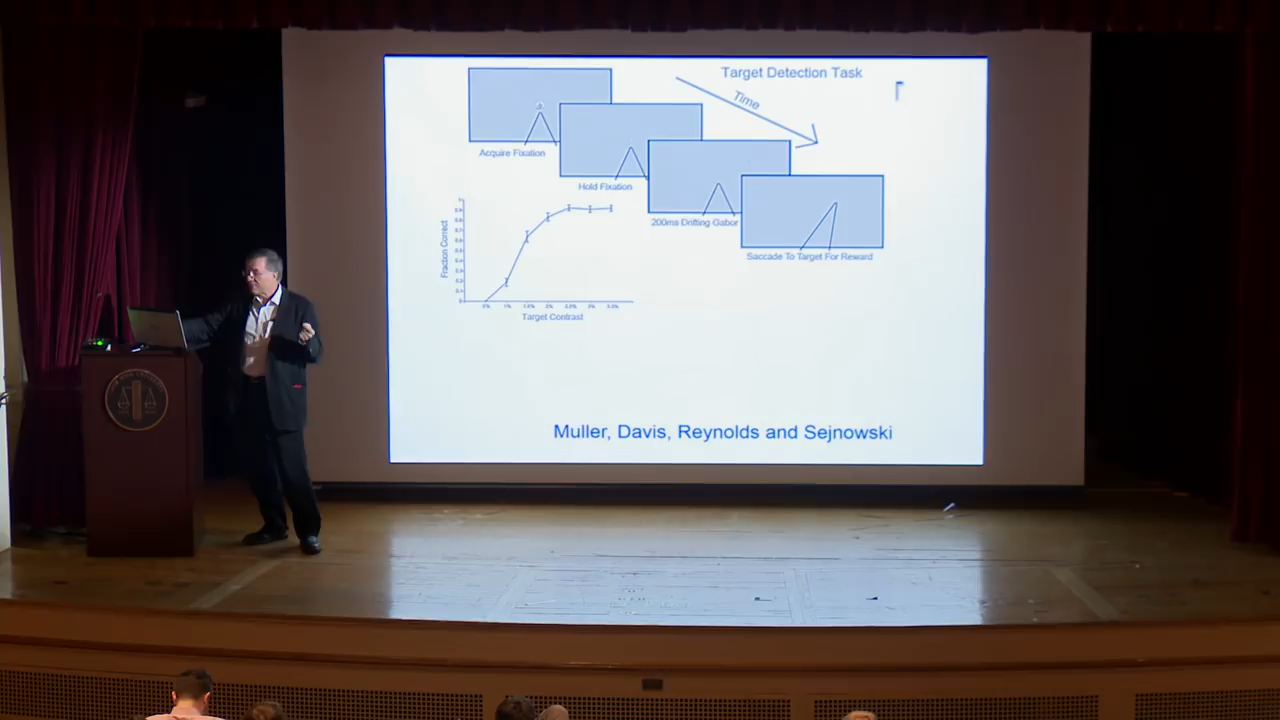 Target Detection Task
Time
Acquire Fixation
Hold Fixation
200ms Drifting Gabor
Saccade To Target For Reward
Fraction Correct
Target Contrast
Muller, Davis, Reynolds and Sejnowski